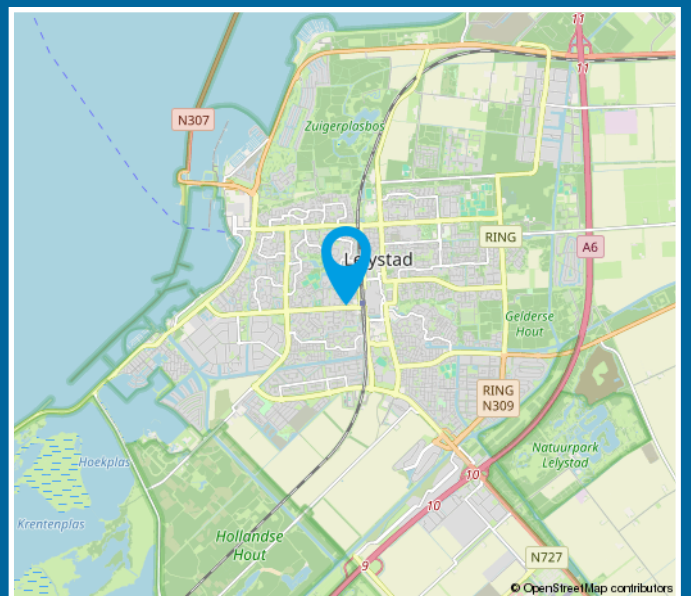 11
11
N307
Zuigerplasbos
RING
A6
Lelystad
Gelderse
Hout
RING
N309
Hoekplas
Natuurpark
Lelystad
10
Krentenplas
10
Hollandse
Hout
N727
9
© OpenStreetMap contributors